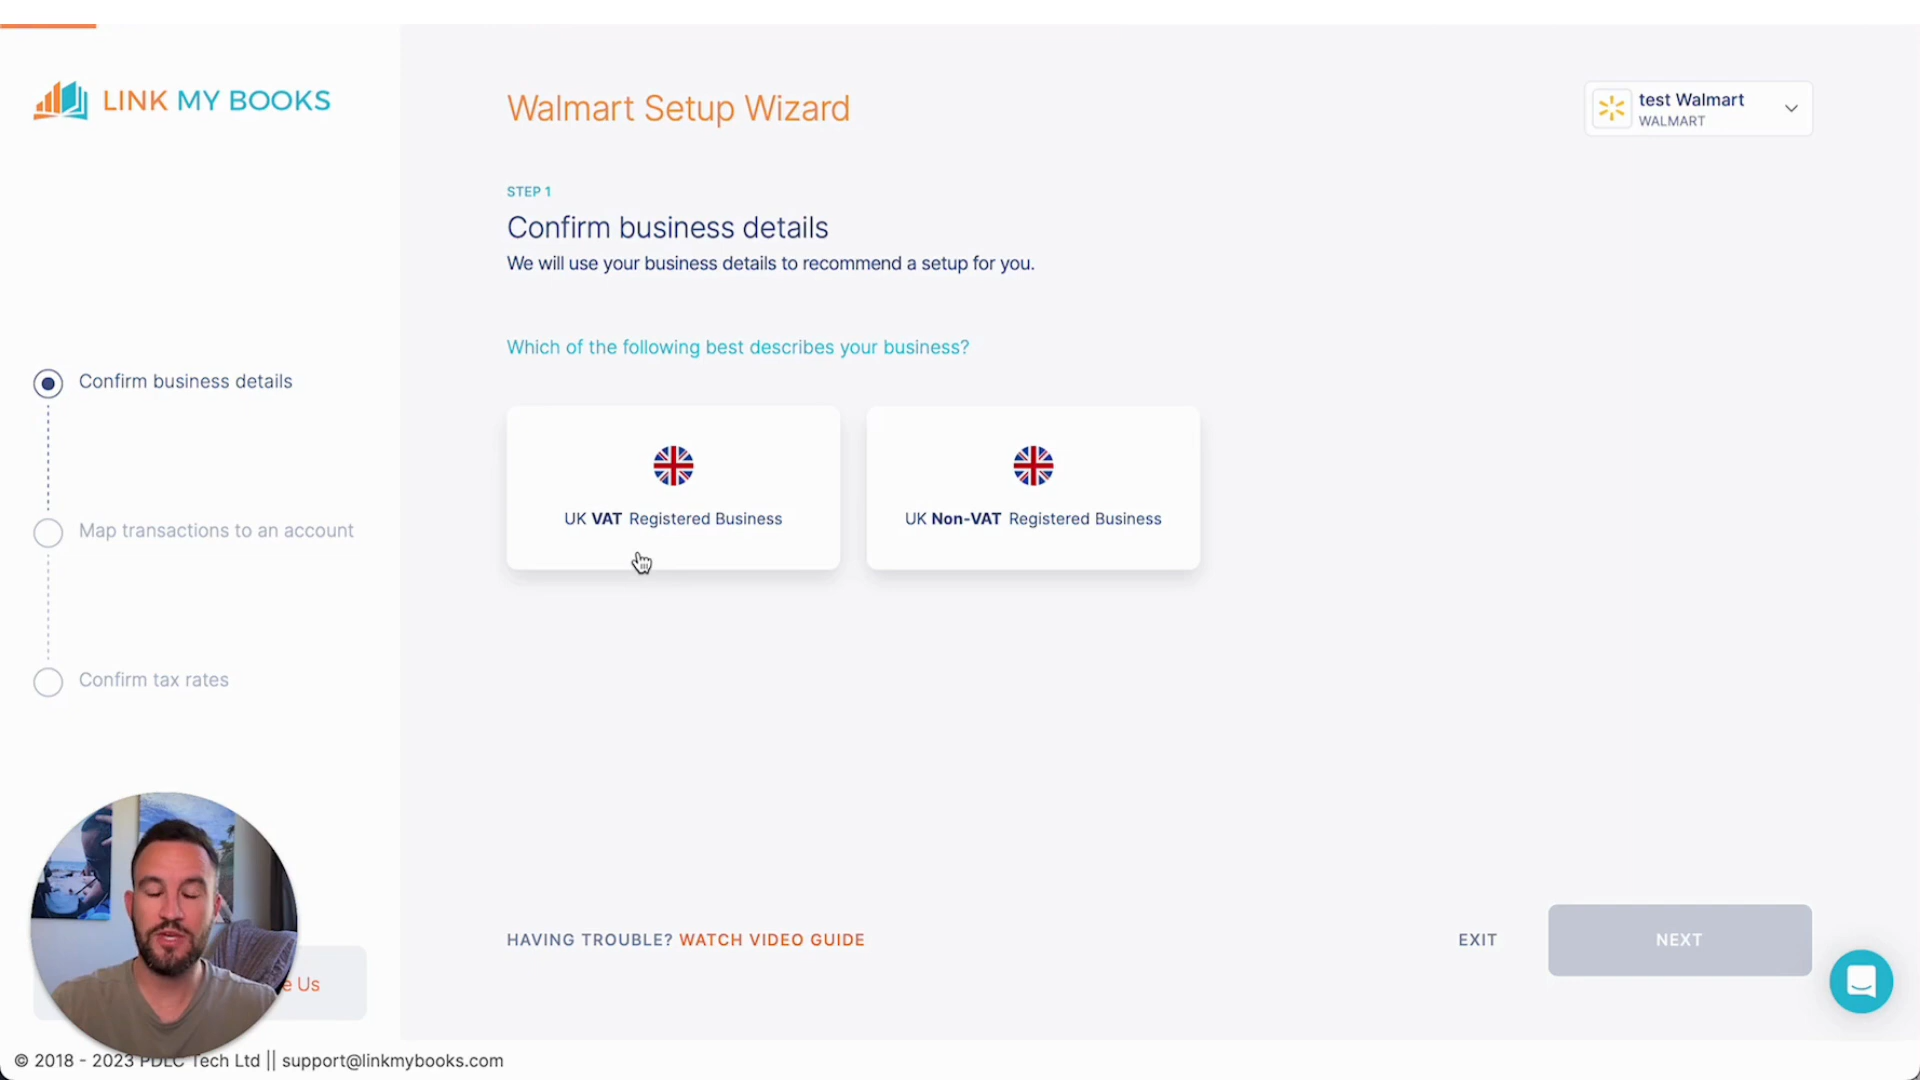 LINK MY BOOKS
Walmart Setup Wizard
test Walmart
WALMART
STEP 1
Confirm business details
We will use your business details to recommend a setup for you.
Which of the following best describes your business?
UK VAT Registered Business
UK Non-VAT Registered Business
Confirm business details
Map transactions to an account
Confirm tax rates
HAVING TROUBLE? WATCH VIDEO GUIDE
EXIT
NEXT
Us
© 2018 - 2023 PDLC Tech Ltd || support@linkmybooks.com